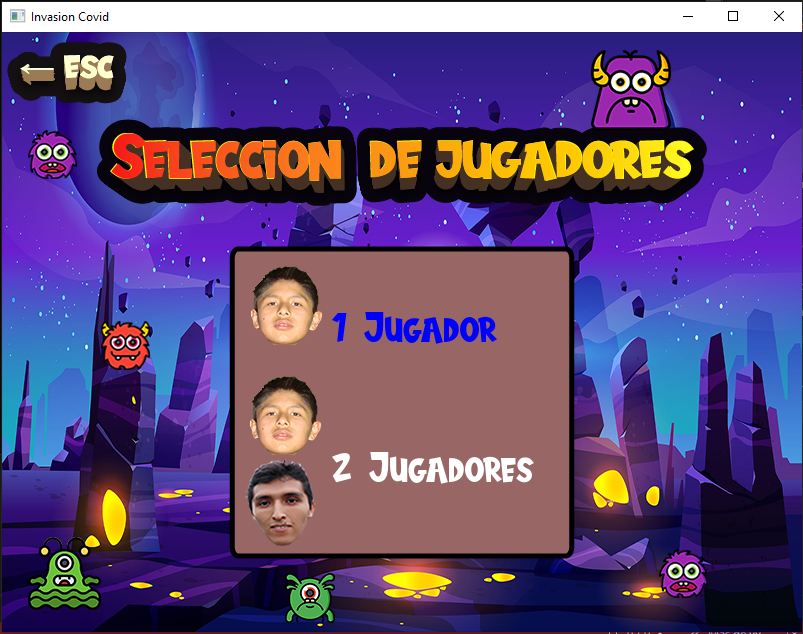 Invasion Covid
← ESC
SELECCION DE JUGADORES
1 JUGADOR
2 JUGADORES